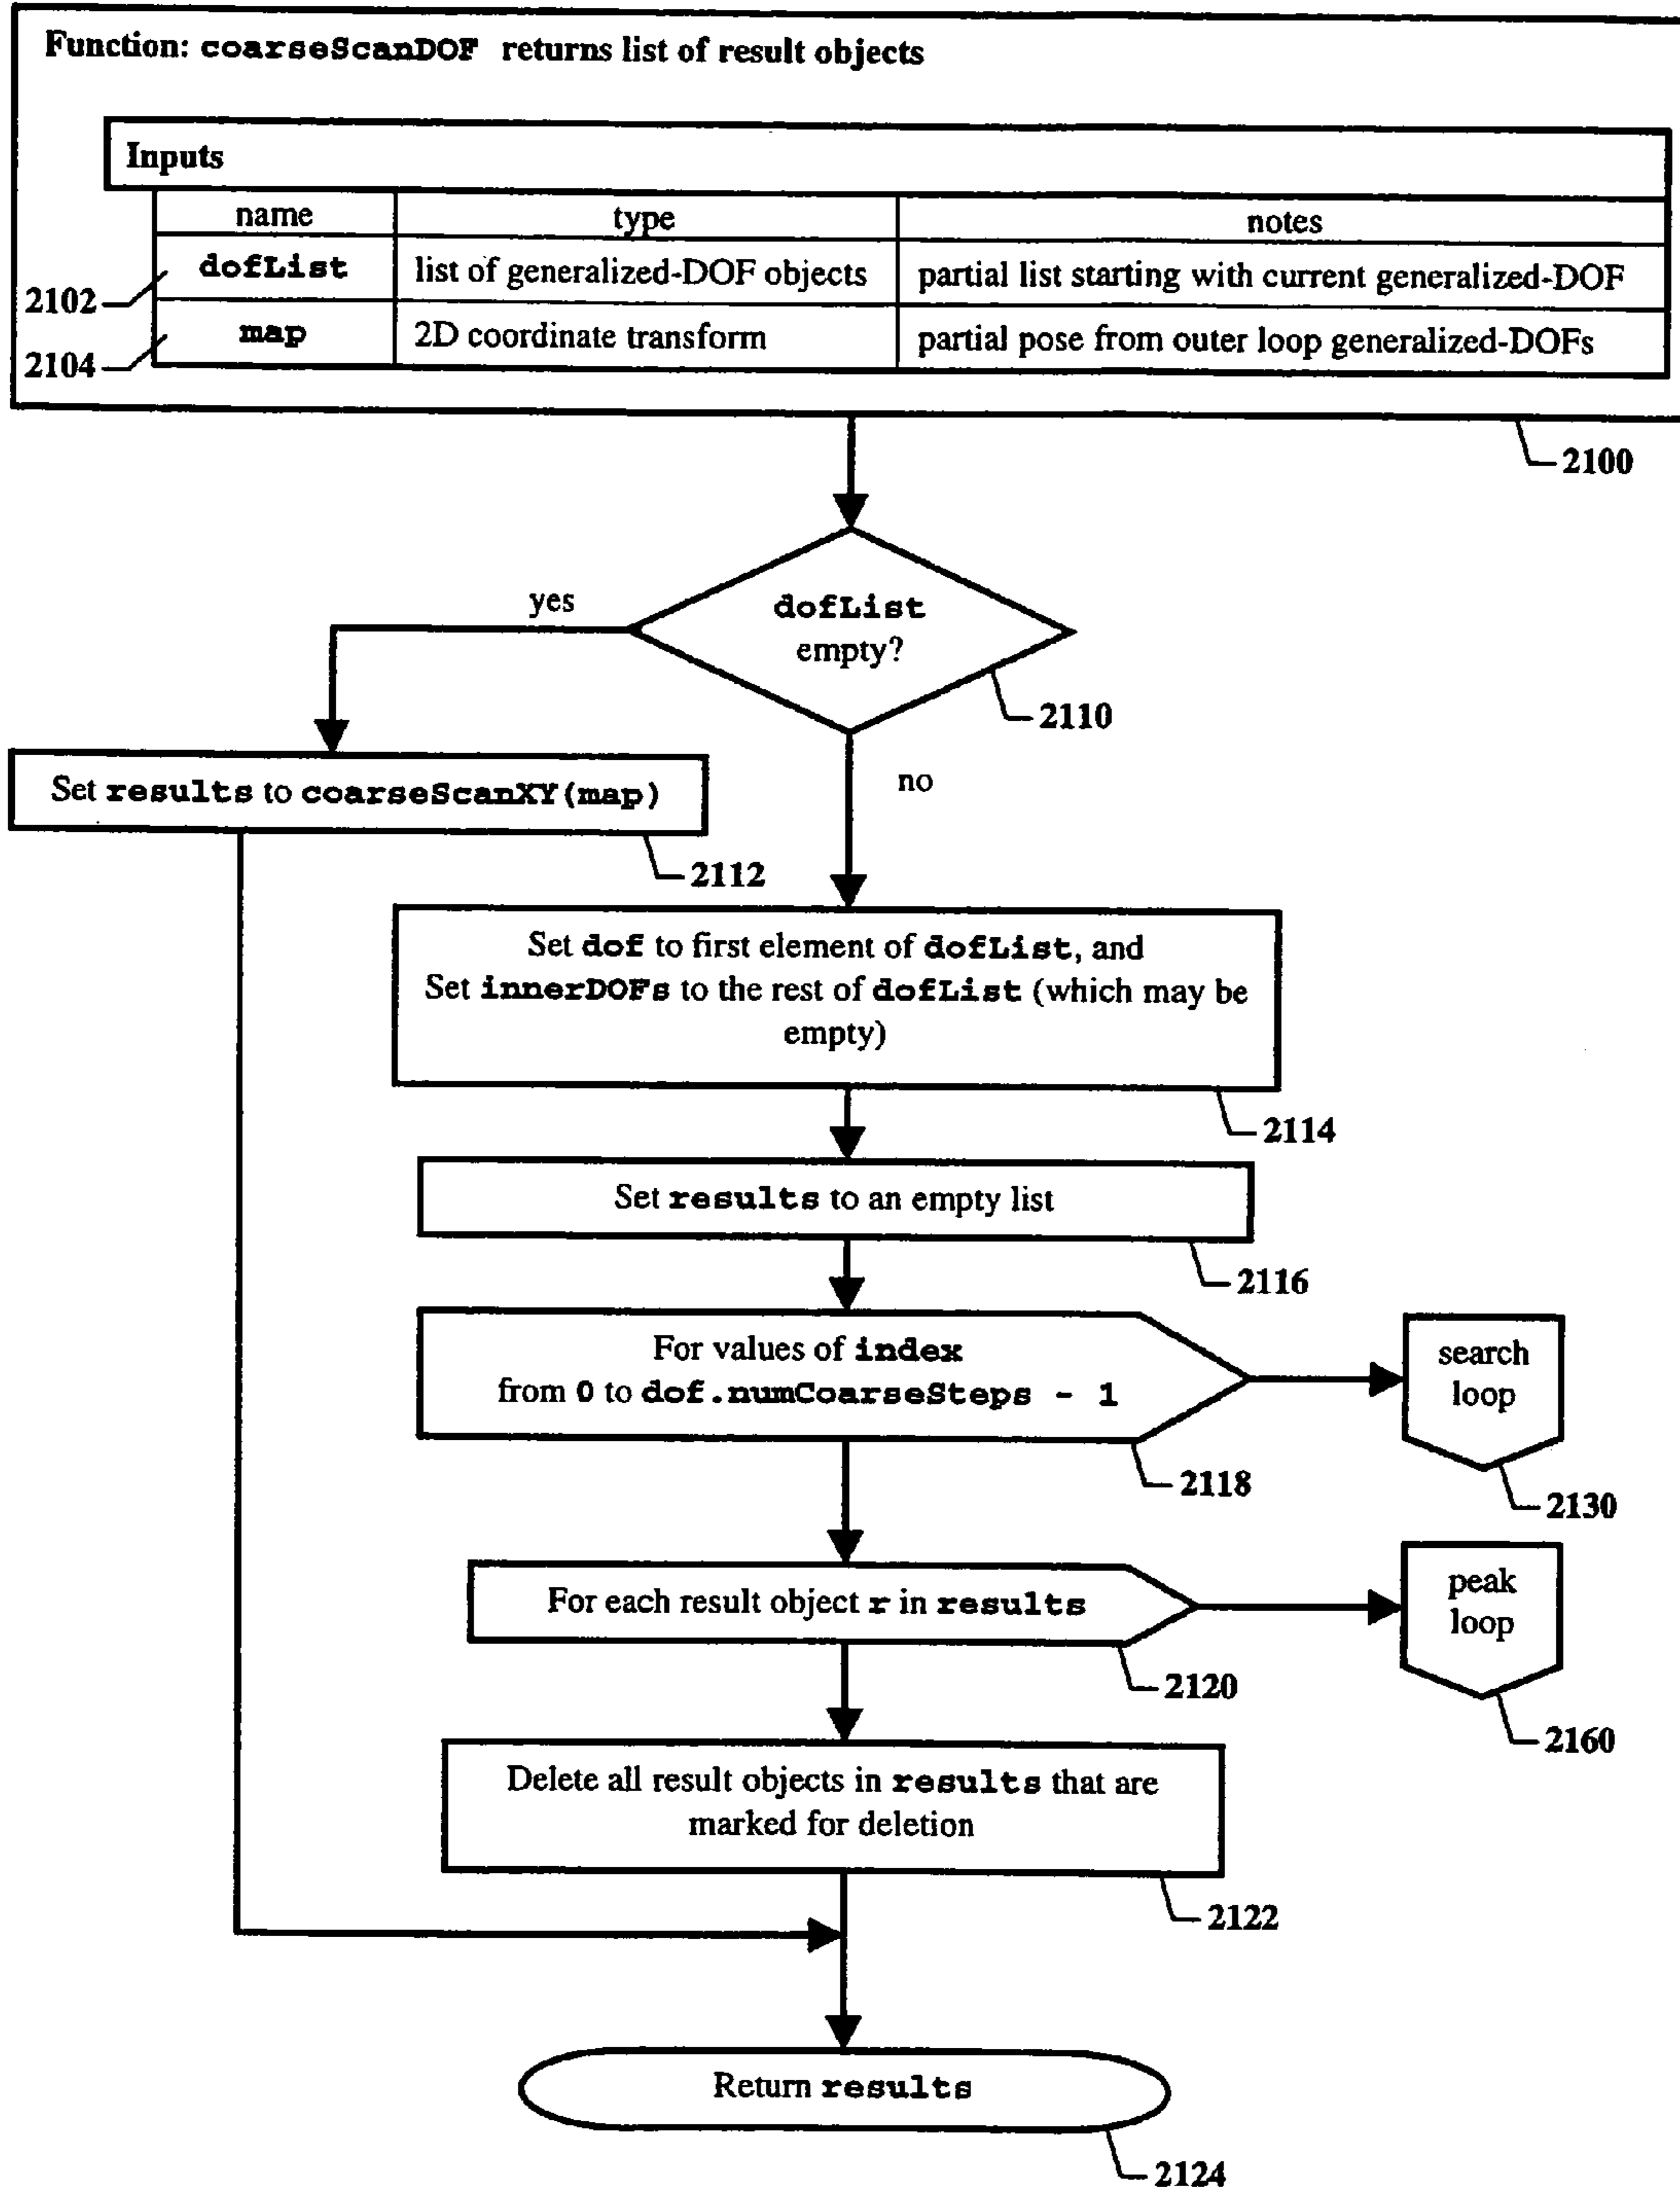 Function: coarseScanDOF returns list of result objects
Inputs
name type notes
dofList list of generalized-DOF objects partial list starting with current generalized-DOF
2102
map 2D coordinate transform partial pose from outer loop generalized-DOFs
2104
2100
yes
dofList
empty?
2110
no
Set results to coarseScanXY(map)
2112
Set dof to first element of dofList, and
Set innerDOFs to the rest of dofList (which may be
empty)
2114
Set results to an empty list
2116
For values of index
from 0 to dof.numCoarseSteps - 1
2118
search
loop
2130
For each result object r in results
2120
peak
loop
2160
Delete all result objects in results that are
marked for deletion
2122
Return results
2124